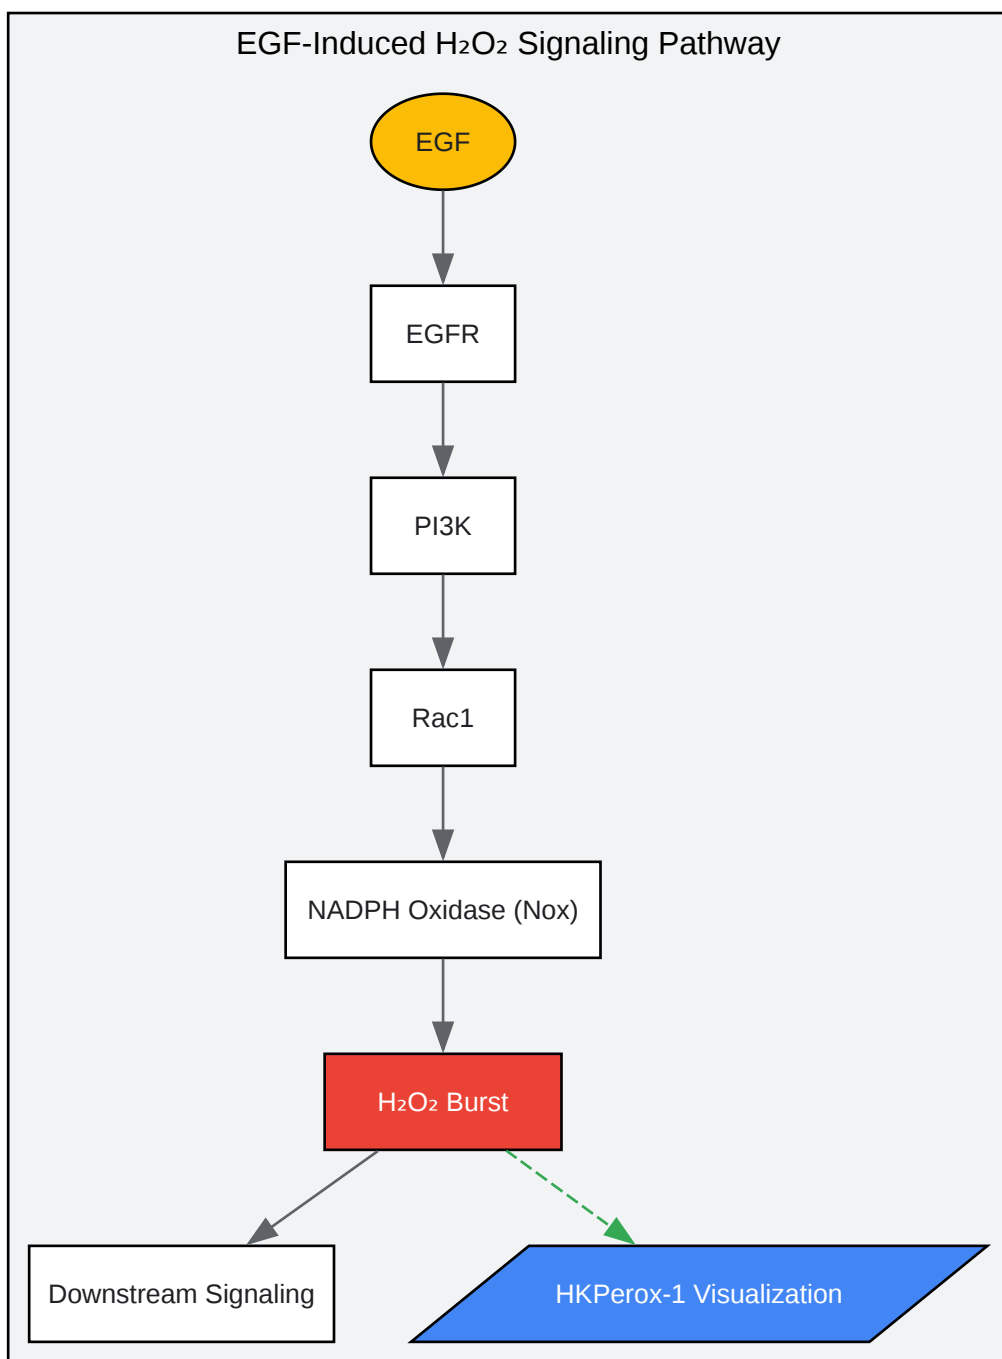 EGF-Induced H₂O₂ Signaling Pathway
EGF
EGFR
PI3K
Rac1
NADPH Oxidase (Nox)
H₂O₂ Burst
Downstream Signaling
HKPerox-1 Visualization